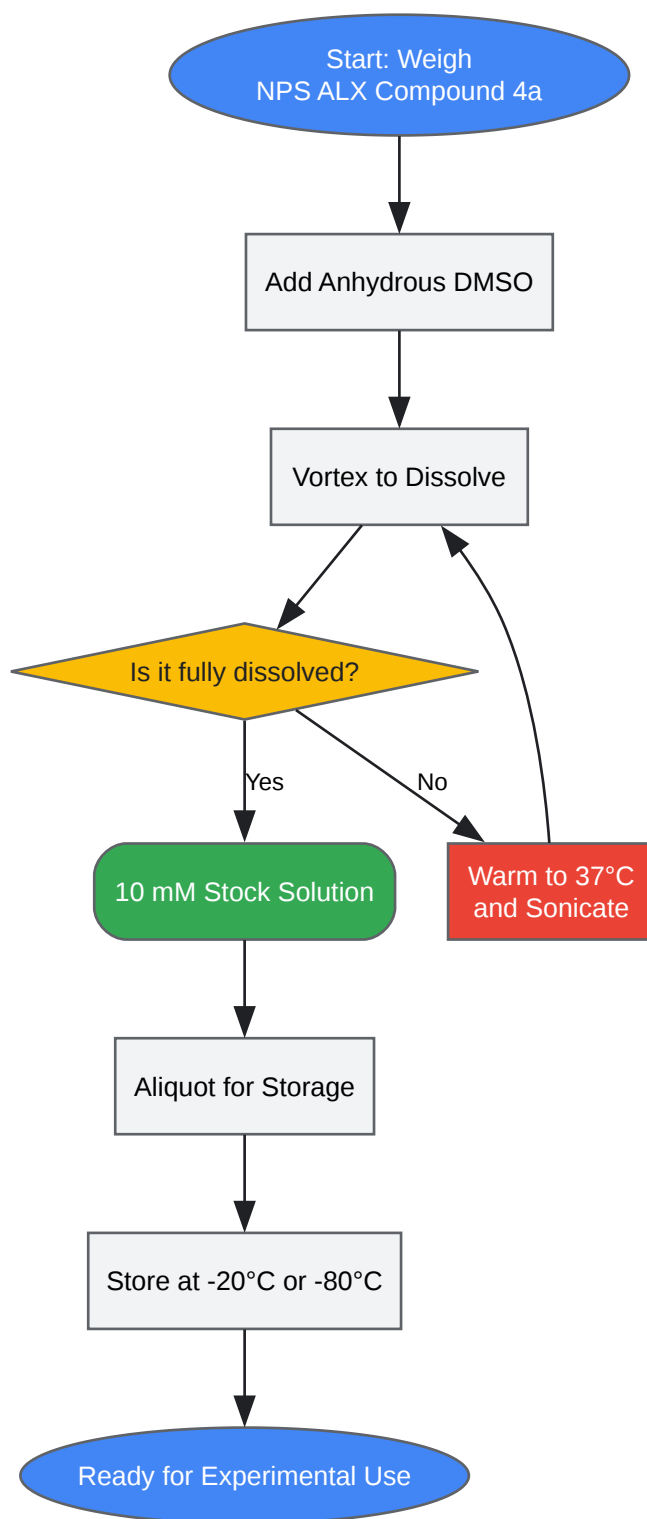 Start: Weigh
NPS ALX Compound 4a
Add Anhydrous DMSO
Vortex to Dissolve
Is it fully dissolved?
Yes
No
10 mM Stock Solution
Warm to 37°C
and Sonicate
Aliquot for Storage
Store at -20°C or -80°C
Ready for Experimental Use